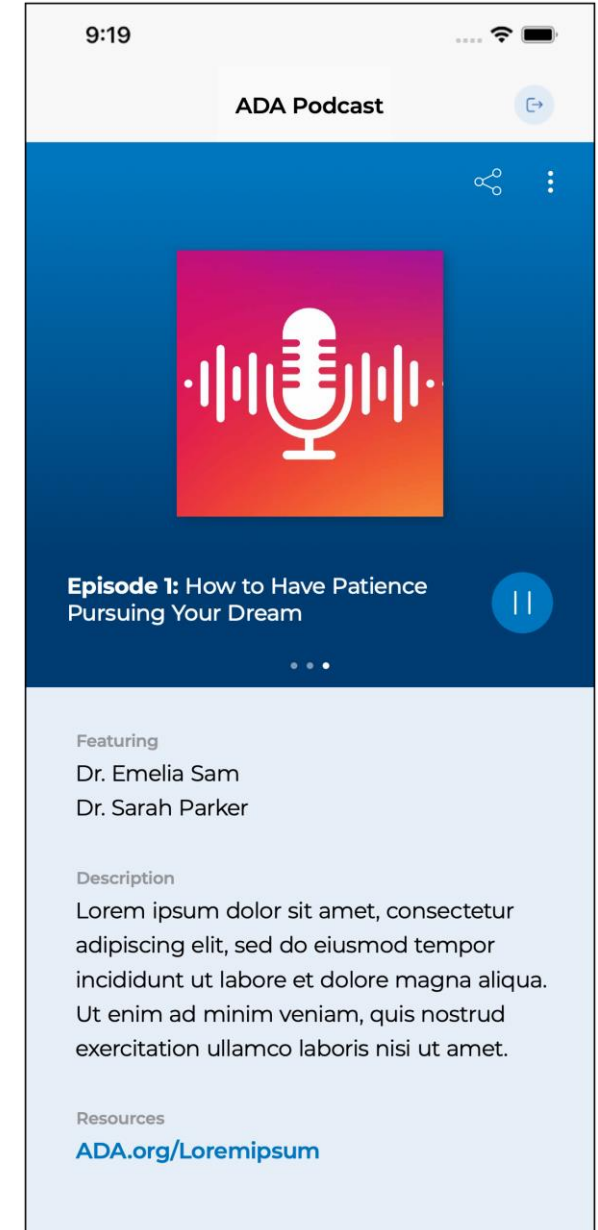 9:19
ADA Podcast
Episode 1: How to Have Patience
Pursuing Your Dream
Featuring
Dr. Emelia Sam
Dr. Sarah Parker
Description
Lorem ipsum dolor sit amet, consectetur
adipiscing elit, sed do eiusmod tempor
incididunt ut labore et dolore magna aliqua.
Ut enim ad minim veniam, quis nostrud
exercitation ullamco laboris nisi ut amet.
Resources
ADA.org/Loremipsum